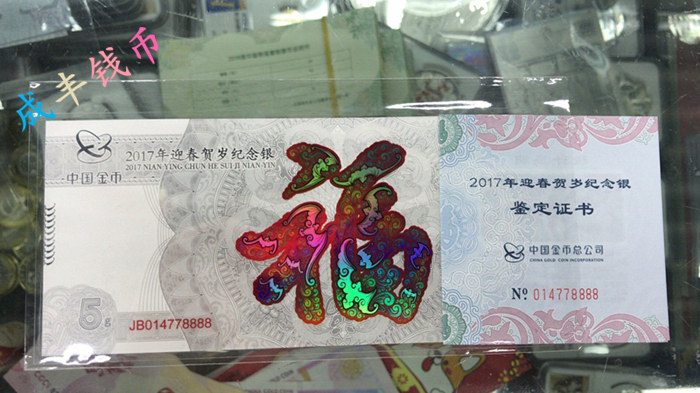 成丰钱币
中国金币
2017年迎春贺岁纪念银
2017 NIAN YING CHUN HE SUI JI NIAN YIN
福
5g
JB014778888
2017年迎春贺岁纪念银
鉴定证书
中国金币总公司
CHINA GOLD COIN INCORPORATION
No. 014778888